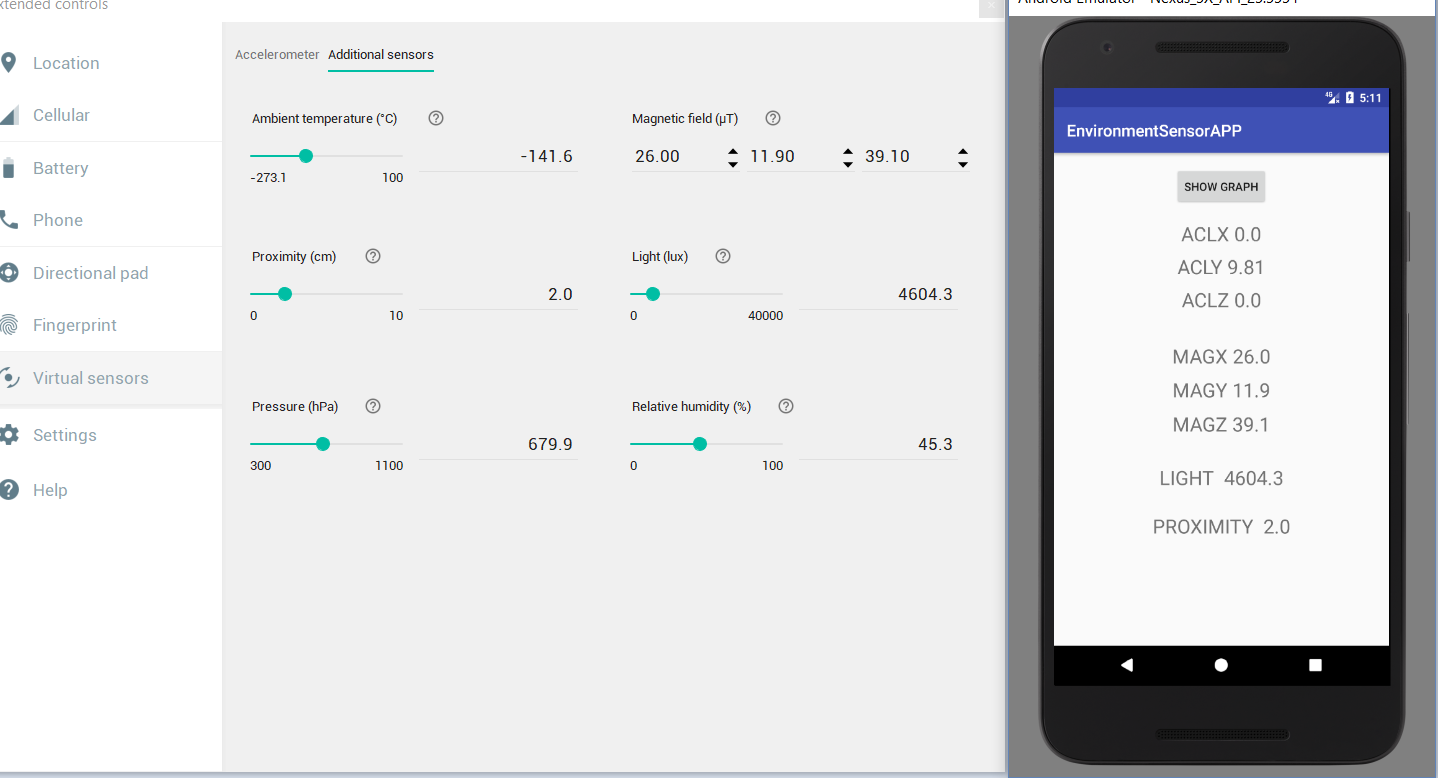 xtended controls
Location
Cellular
Battery
Phone
Directional pad
Fingerprint
Virtual sensors
Settings
Help
Accelerometer Additional sensors
Ambient temperature (°C) ?
-141.6
-273.1 100
Magnetic field (µT) ?
26.00 11.90 39.10
Proximity (cm) ?
2.0
0 10
Light (lux) ?
4604.3
0 40000
Pressure (hPa) ?
679.9
300 1100
Relative humidity (%) ?
45.3
0 100
4G 5:11
EnvironmentSensorAPP
SHOW GRAPH
ACLX 0.0
ACLY 9.81
ACLZ 0.0
MAGX 26.0
MAGY 11.9
MAGZ 39.1
LIGHT 4604.3
PROXIMITY 2.0